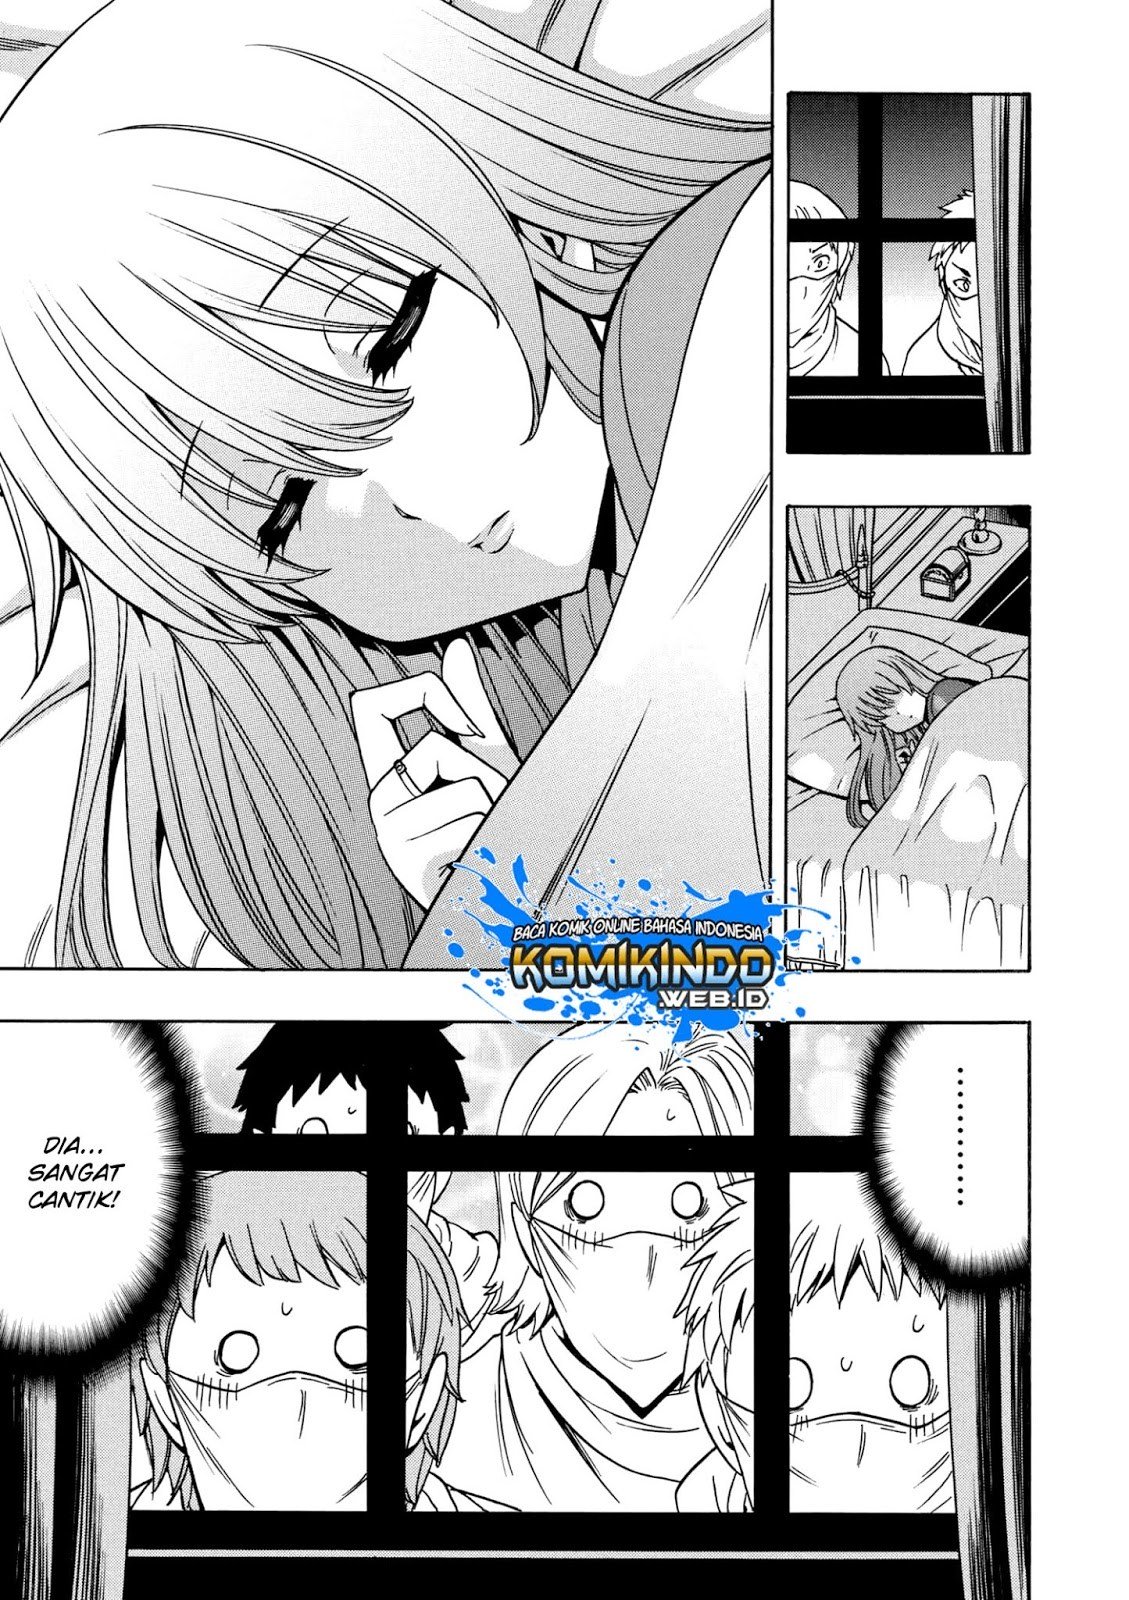 BACA KOMIK ONLINE BAHASA INDONESIA
KOMIKINDO
.WEB.ID
..........
DIA...
SANGAT
CANTIK!